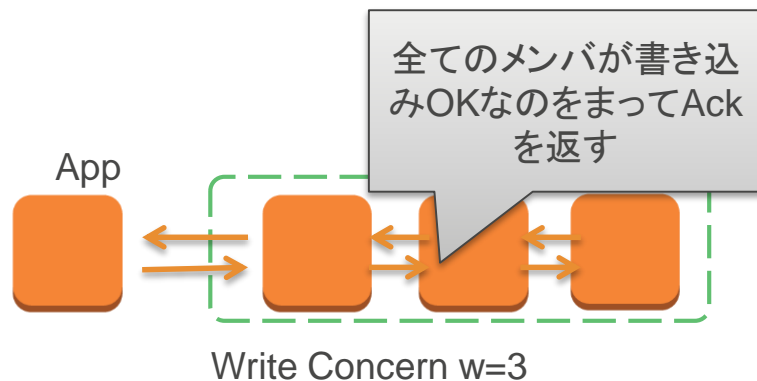 全てのメンバが書き込
みOKなのをまってAck
を返す
App
Write Concern w=3